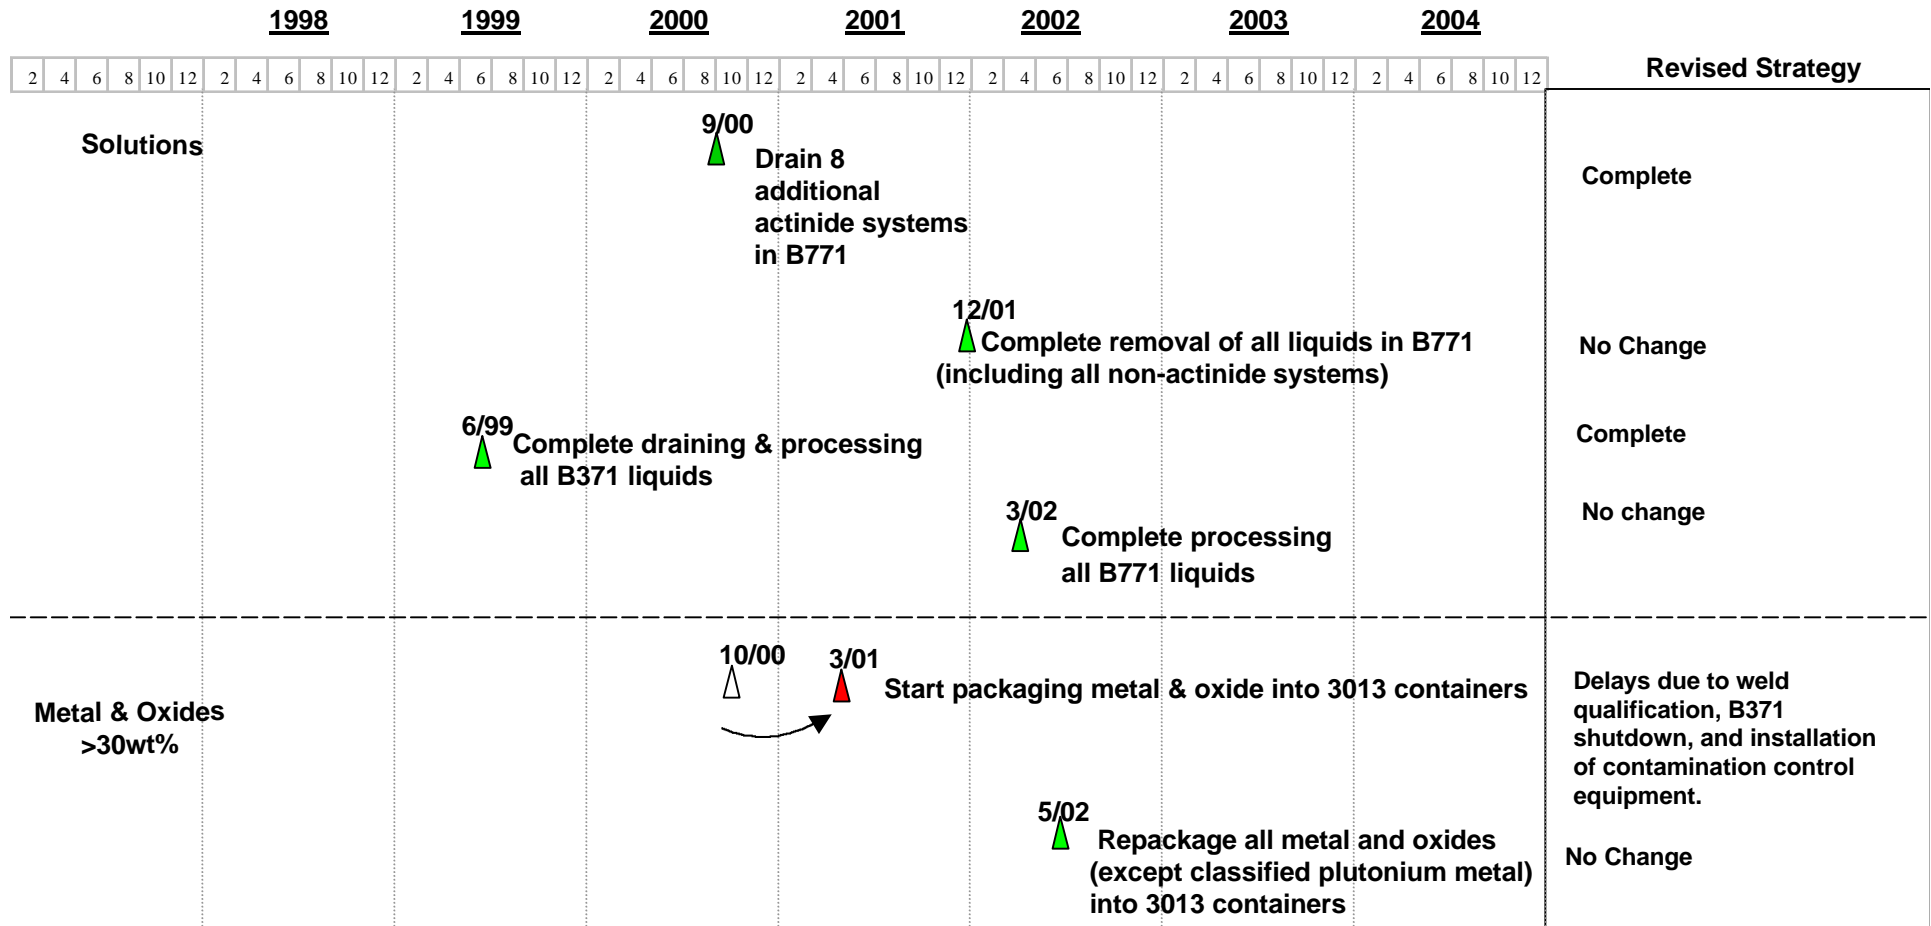 1998 1999 2000 2001 2002 2003 2004
2 4 6 8 10 12 2 4 6 8 10 12 2 4 6 8 10 12 2 4 6 8 10 12 2 4 6 8 10 12 2 4 6 8 10 12 2 4 6 8 10 12 2 4 6 8 10 12
Revised Strategy
Solutions
9/00
Drain 8
additional
actinide systems
in B771
Complete
12/01
Complete removal of all liquids in B771
(including all non-actinide systems)
No Change
6/99
Complete draining & processing
all B371 liquids
Complete
3/02
Complete processing
all B771 liquids
No change
Metal & Oxides
>30wt%
10/00
3/01
Start packaging metal & oxide into 3013 containers
Delays due to weld
qualification, B371
shutdown, and installation
of contamination control
equipment.
5/02
Repackage all metal and oxides
(except classified plutonium metal)
into 3013 containers
No Change